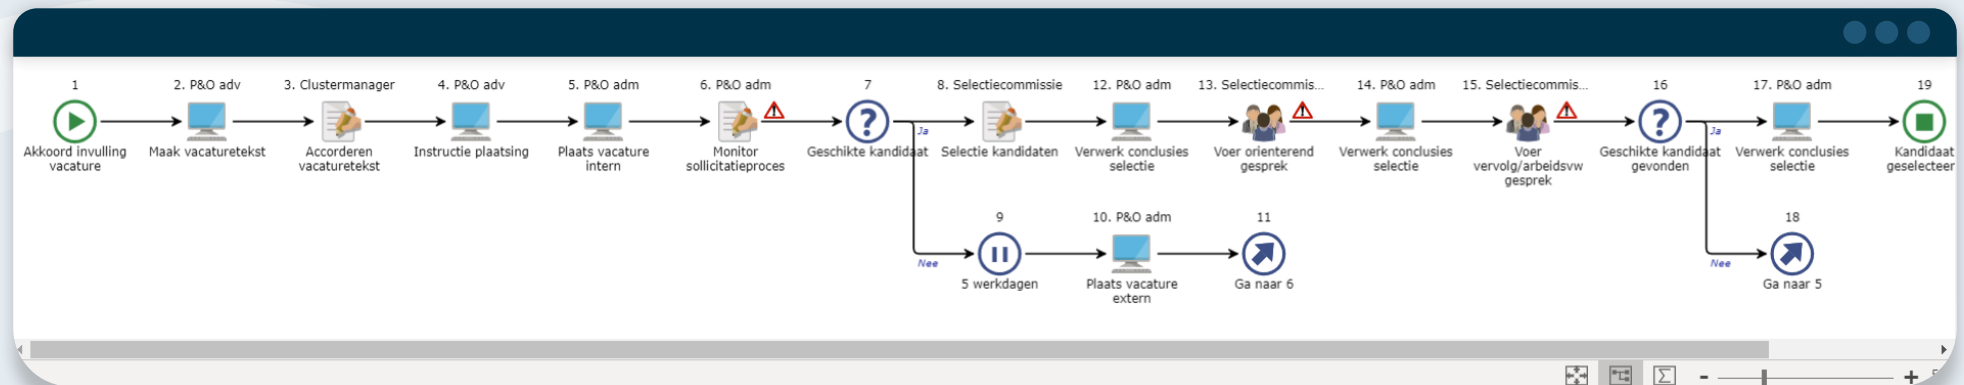 1
2. P&O adv
3. Clustermanager
4. P&O adv
5. P&O adm
6. P&O adm
7
8. Selectiecommissie
12. P&O adm
13. Selectiecommis...
14. P&O adm
15. Selectiecommis...
16
17. P&O adm
19
Akkoord invulling
vacature
Maak vacaturetekst
Accorderen
vacaturetekst
Instructie plaatsing
Plaats vacature
intern
Monitor
sollicitatieproces
Geschikte kandidaat
Ja
Selectie kandidaten
Verwerk conclusies
selectie
Voer orienterend
gesprek
Verwerk conclusies
selectie
Voer
vervolg/arbeidsvw
gesprek
Geschikte kandidaat
gevonden
Ja
Verwerk conclusies
selectie
Kandidaat
geselecteer
9
10. P&O adm
11
18
Nee
5 werkdagen
Plaats vacature
extern
Ga naar 6
Nee
Ga naar 5